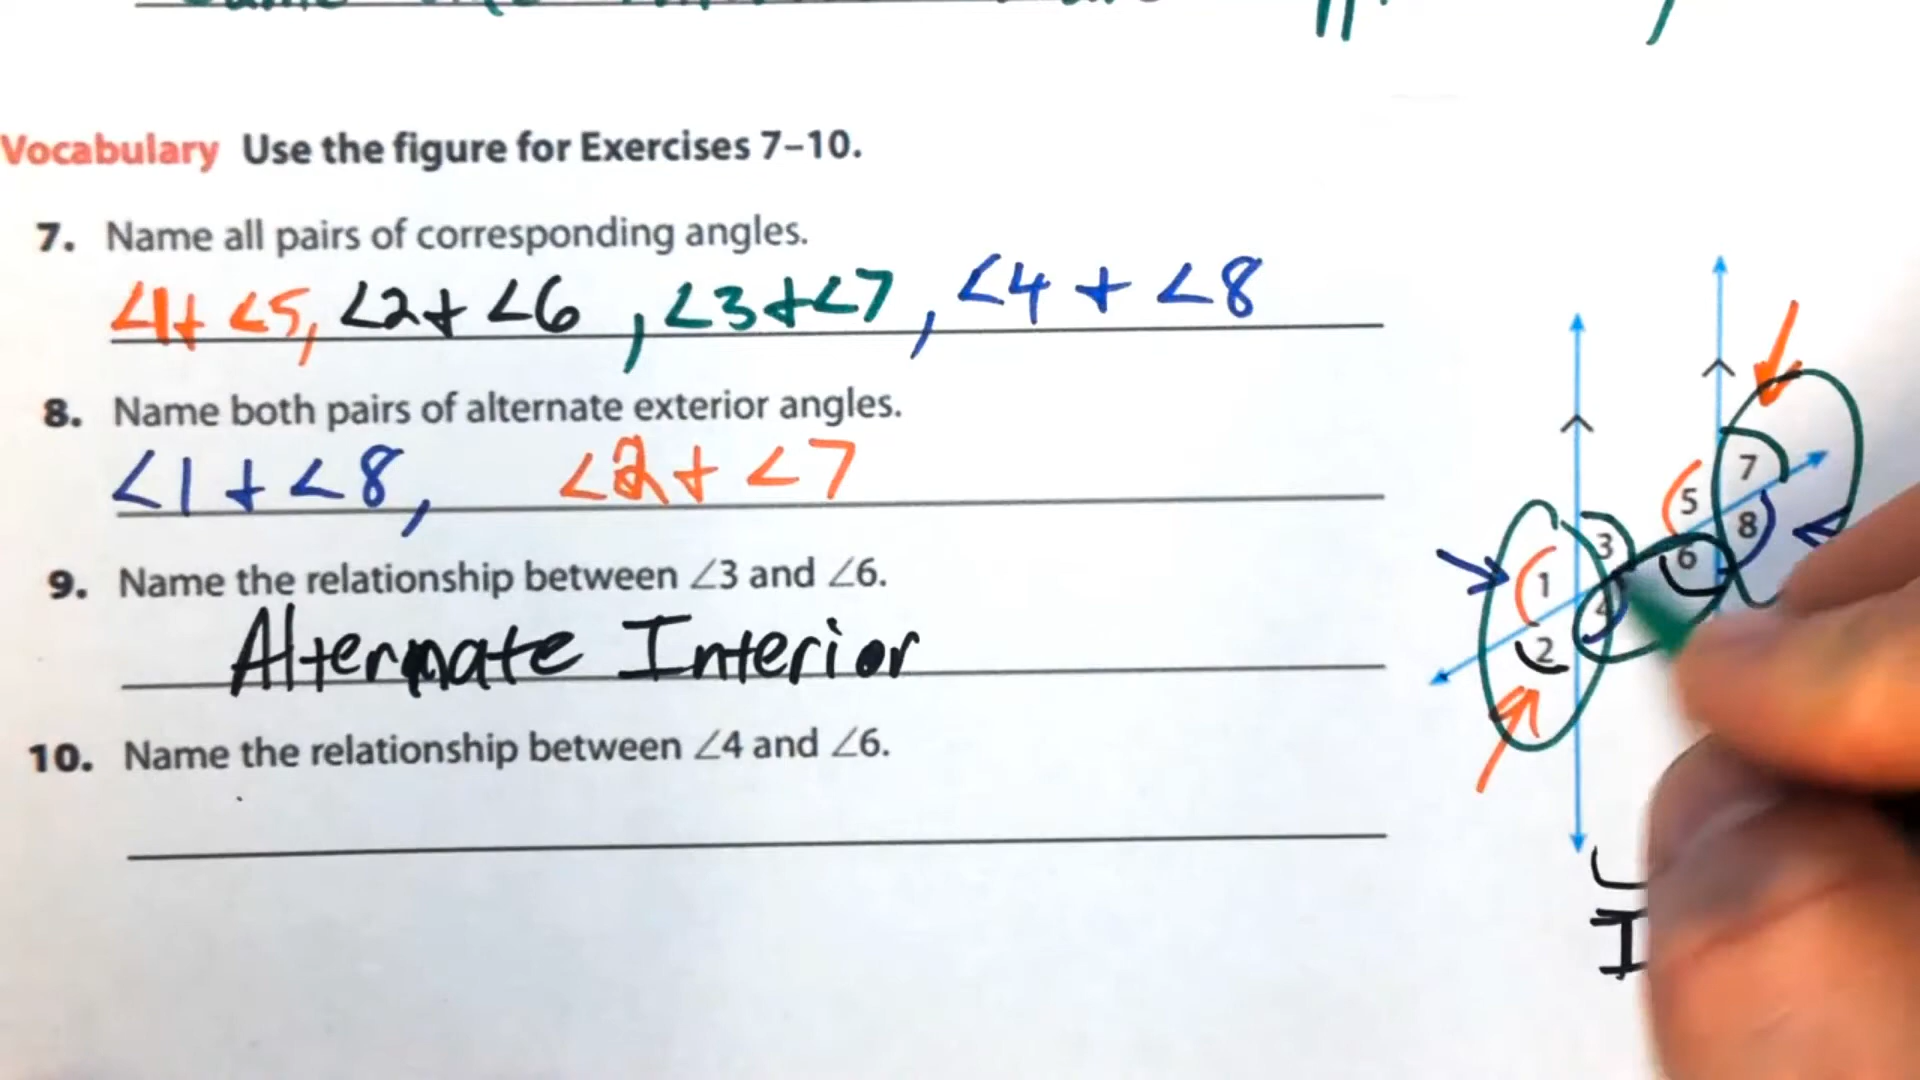 Vocabulary Use the figure for Exercises 7–10.
7. Name all pairs of corresponding angles.
∠1+ ∠5, ∠2+ ∠6, ∠3+∠7, ∠4 + ∠8
8. Name both pairs of alternate exterior angles.
∠1 + ∠8, ∠2+ ∠7
9. Name the relationship between ∠3 and ∠6.
Alternate Interior
10. Name the relationship between ∠4 and ∠6.
1
2
3
4
5
6
7
8
I